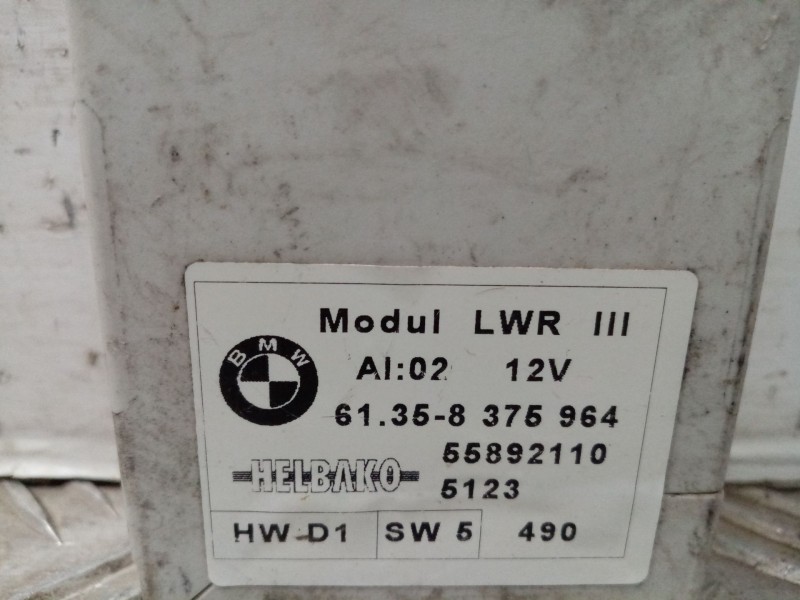 Modul LWR III
BMW
AI:02 12V
61.35-8 375 964
55892110
HELBAKO
5123
HW D1 SW 5 490